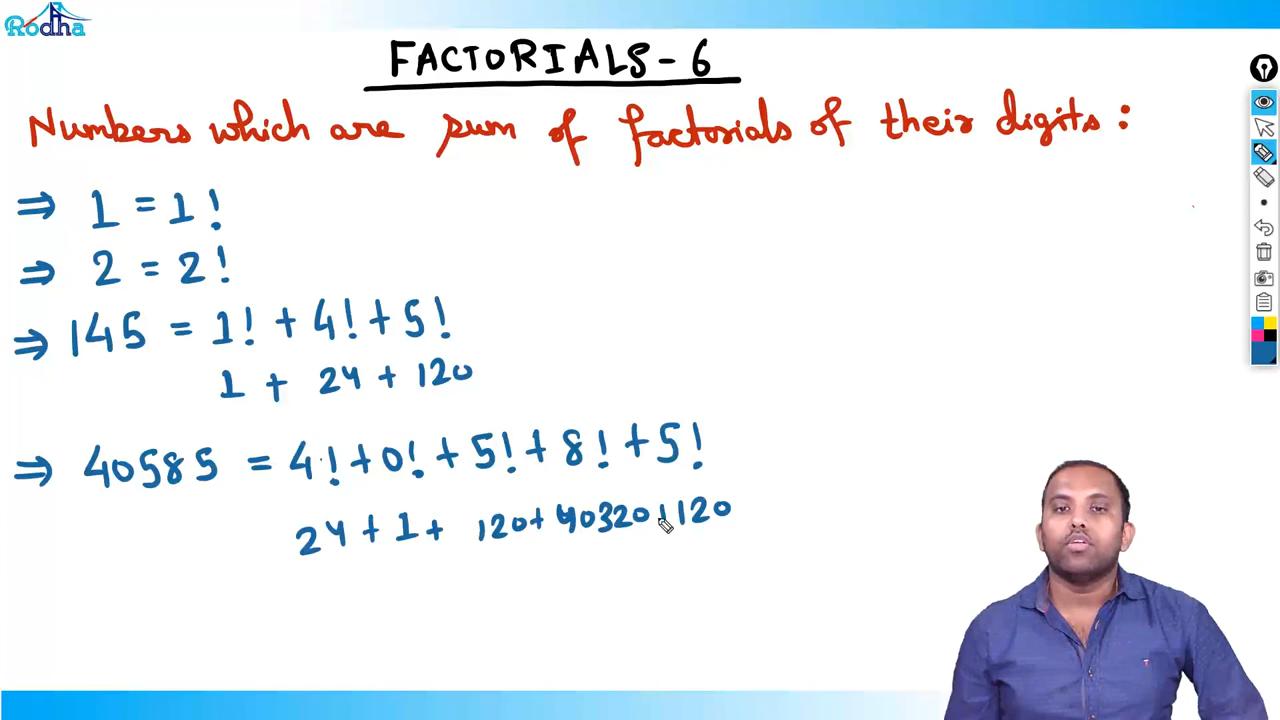 Rodha
FACTORIALS - 6
Numbers which are sum of factorials of their digits :
⇒ 1 = 1!
⇒ 2 = 2!
⇒ 145 = 1! + 4! + 5!
1 + 24 + 120
⇒ 40585 = 4! + 0! + 5! + 8! + 5!
24 + 1 + 120 + 40320 + 120